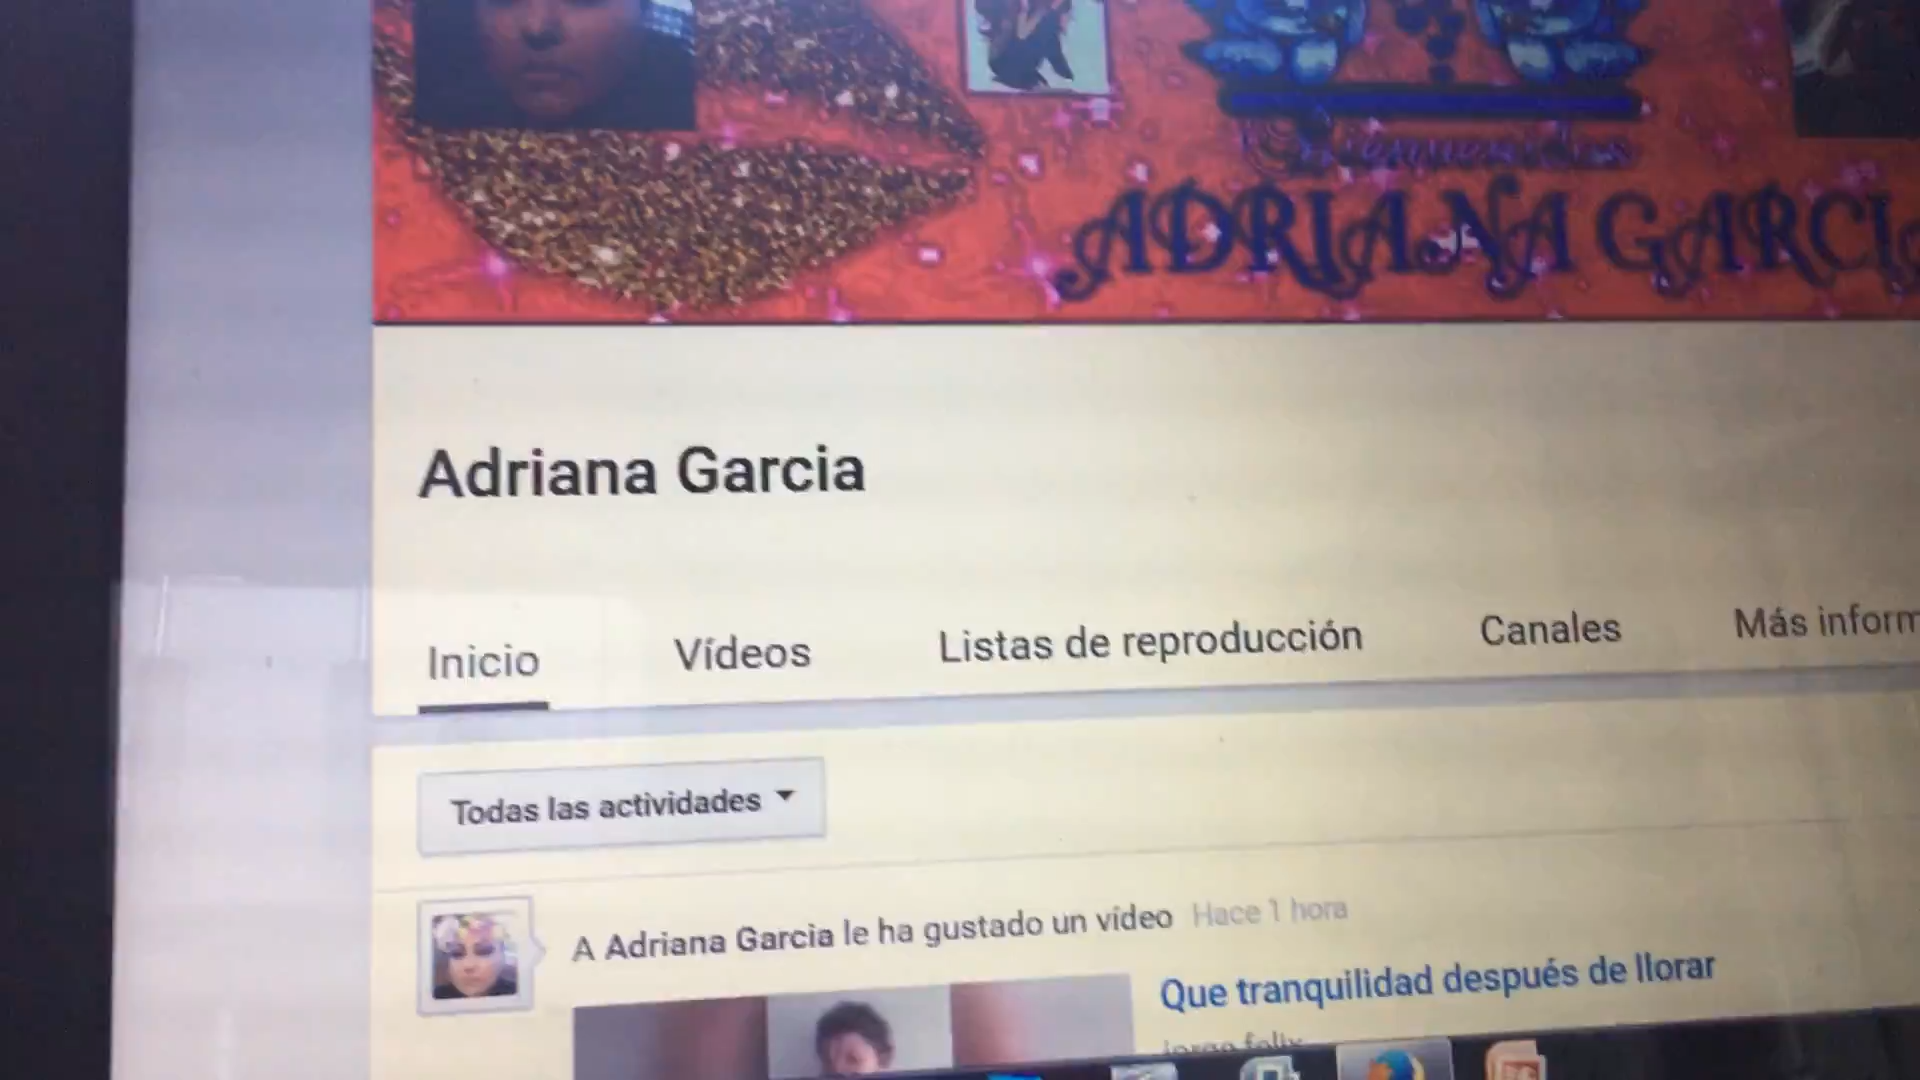 ADRIANA GARCIA
Adriana Garcia
Inicio
Vídeos
Listas de reproducción
Canales
Más inform
Todas las actividades
A Adriana Garcia le ha gustado un vídeo Hace 1 hora
Que tranquilidad después de llorar